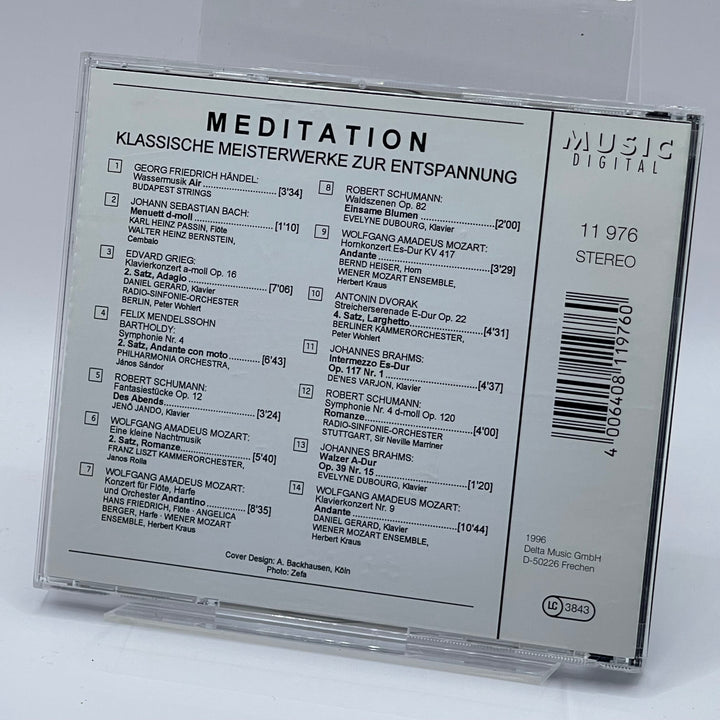 MEDITATION
KLASSISCHE MEISTERWERKE ZUR ENTSPANNUNG
1 GEORG FRIEDRICH HÄNDEL:
Wassermusik Air [3'34]
BUDAPEST STRINGS
2 JOHANN SEBASTIAN BACH:
Menuett d-moll [1'10]
KARL HEINZ PASSIN, Flöte
WALTER HEINZ BERNSTEIN,
Cembalo
3 EDVARD GRIEG:
Klavierkonzert a-moll Op. 16
2. Satz, Adagio [7'06]
DANIEL GERARD, Klavier
RADIO-SINFONIE-ORCHESTER
BERLIN, Peter Wohlert
4 FELIX MENDELSSOHN
BARTHOLDY:
Symphonie Nr. 4
2. Satz, Andante con moto [6'43]
PHILHARMONIA ORCHESTRA,
János Sándor
5 ROBERT SCHUMANN:
Fantasiestücke Op. 12
Des Abends [3'24]
JENÖ JANDO, Klavier
6 WOLFGANG AMADEUS MOZART:
Eine kleine Nachtmusik
2. Satz, Romanze [5'40]
FRANZ LISZT KAMMERORCHESTER,
Janos Rolla
7 WOLFGANG AMADEUS MOZART:
Konzert für Flöte, Harfe
und Orchester Andantino [8'35]
HANS FRIEDRICH, Flöte · ANGELICA
BERGER, Harfe · WIENER MOZART
ENSEMBLE, Herbert Kraus
8 ROBERT SCHUMANN:
Waldszenen Op. 82
Einsame Blumen [2'00]
EVELYNE DUBOURG, Klavier
9 WOLFGANG AMADEUS MOZART:
Hornkonzert Es-Dur KV 417
Andante [3'29]
BERND HEISER, Horn
WIENER MOZART ENSEMBLE,
Herbert Kraus
10 ANTONIN DVORAK
Streicherserenade E-Dur Op. 22
4. Satz, Larghetto [4'31]
BERLINER KAMMERORCHESTER,
Peter Wohlert
11 JOHANNES BRAHMS:
Intermezzo Es-Dur
Op. 117 Nr. 1 [4'37]
DENES VARJON, Klavier
12 ROBERT SCHUMANN:
Symphonie Nr. 4 d-moll Op. 120
Romanze [4'00]
RADIO-SINFONIE-ORCHESTER
STUTTGART, Sir Neville Marriner
13 JOHANNES BRAHMS:
Walzer A-Dur
Op. 39 Nr. 15 [1'20]
EVELYNE DUBOURG, Klavier
14 WOLFGANG AMADEUS MOZART:
Klavierkonzert Nr. 9
Andante [10'44]
DANIEL GERARD, Klavier
WIENER MOZART ENSEMBLE,
Herbert Kraus
Cover Design: A. Backhausen, Köln
Photo: Zefa
MUSIC
DIGITAL
11 976
STEREO
4 006408 119760
1996
Delta Music GmbH
D-50226 Frechen
LC 3843